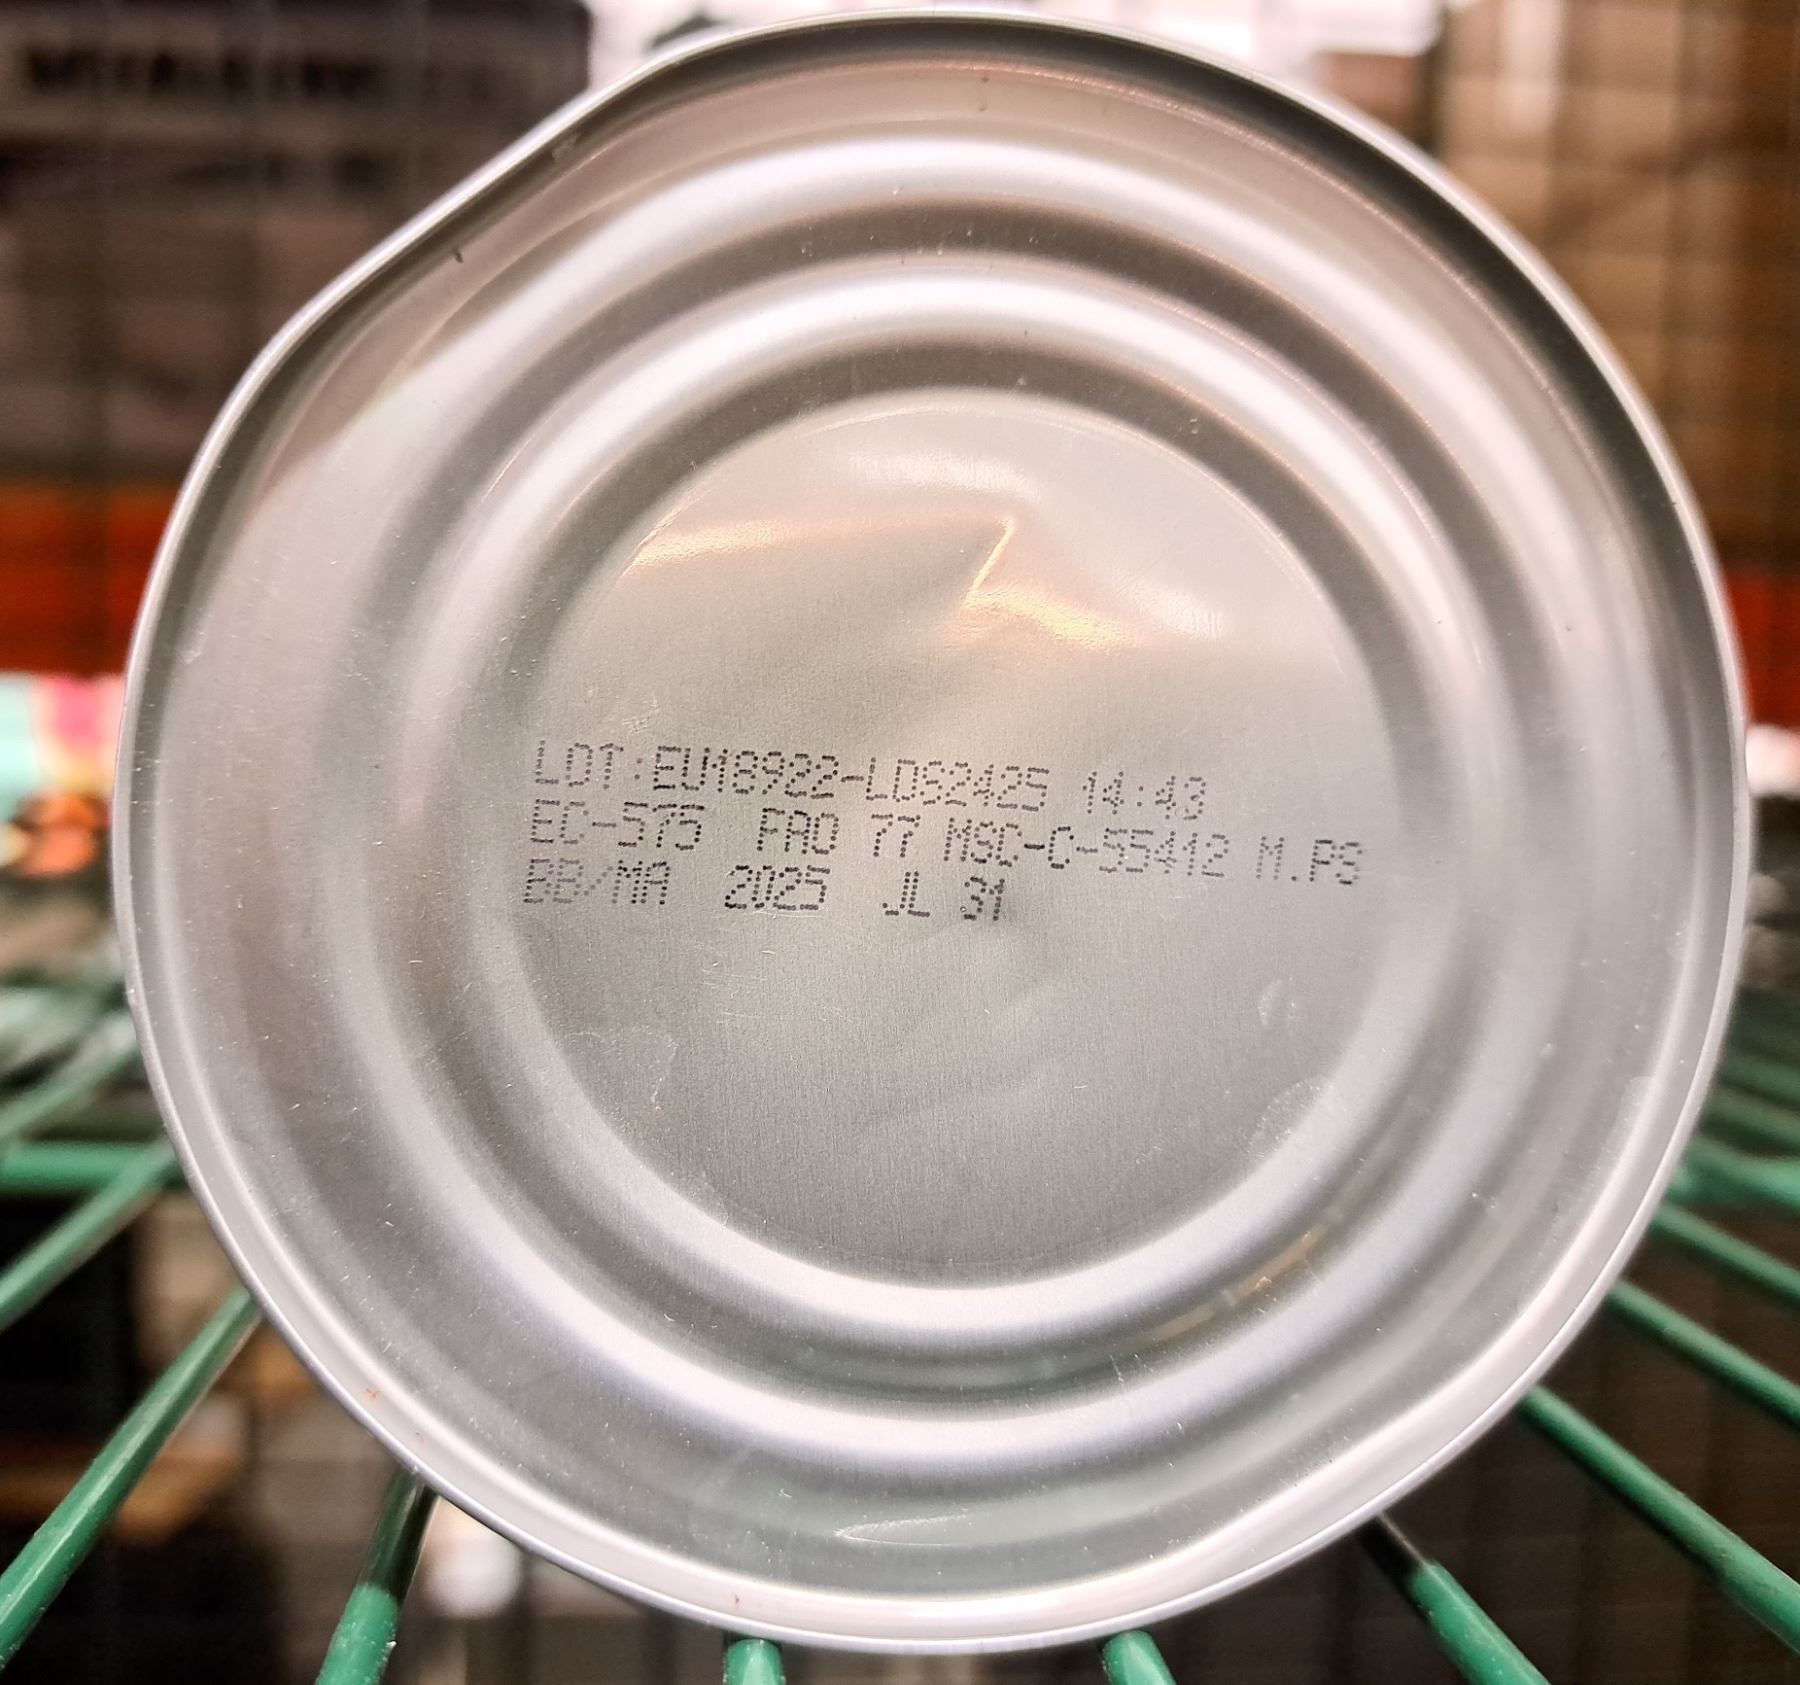 LOT:EUM8922-LDS2425 14:43
EC-575 FAO 77 MSC-C-55412 M.PS
BB/MA 2025 JL 31